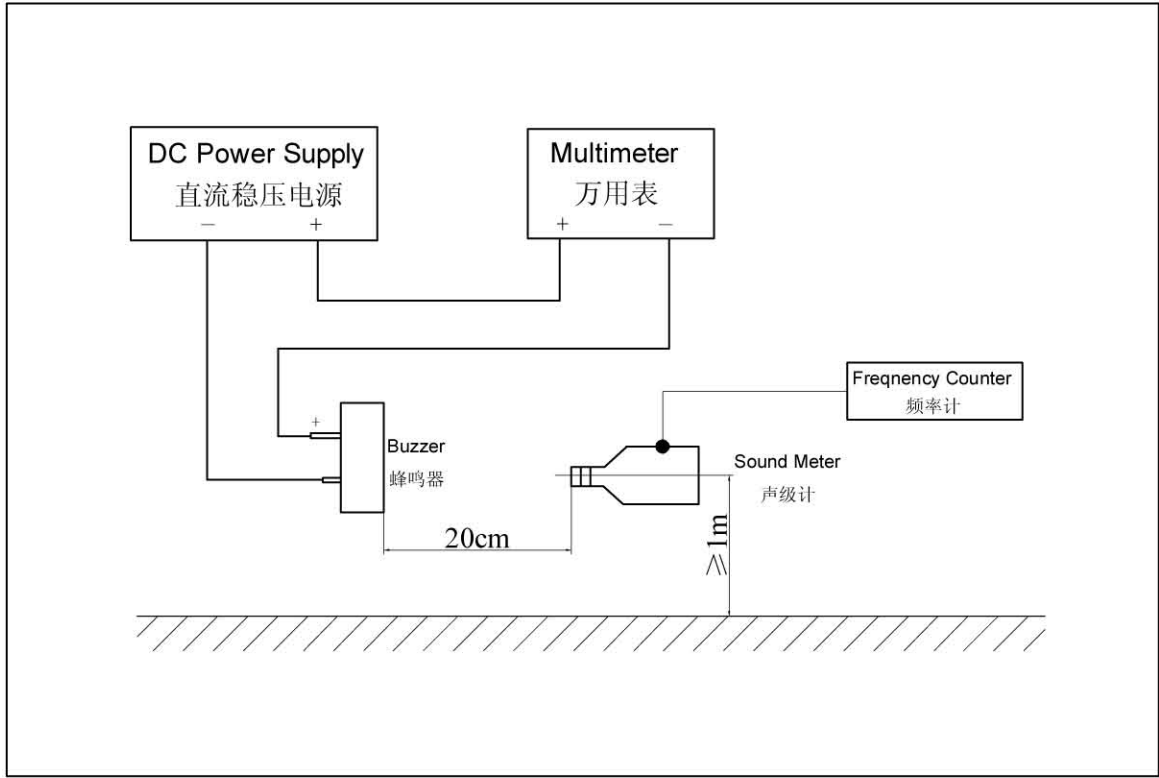 DC Power Supply
直流稳压电源
— +
Multimeter
万用表
+ —
Freqnency Counter
频率计
+
Buzzer
蜂鸣器
Sound Meter
声级计
20cm
≥1m